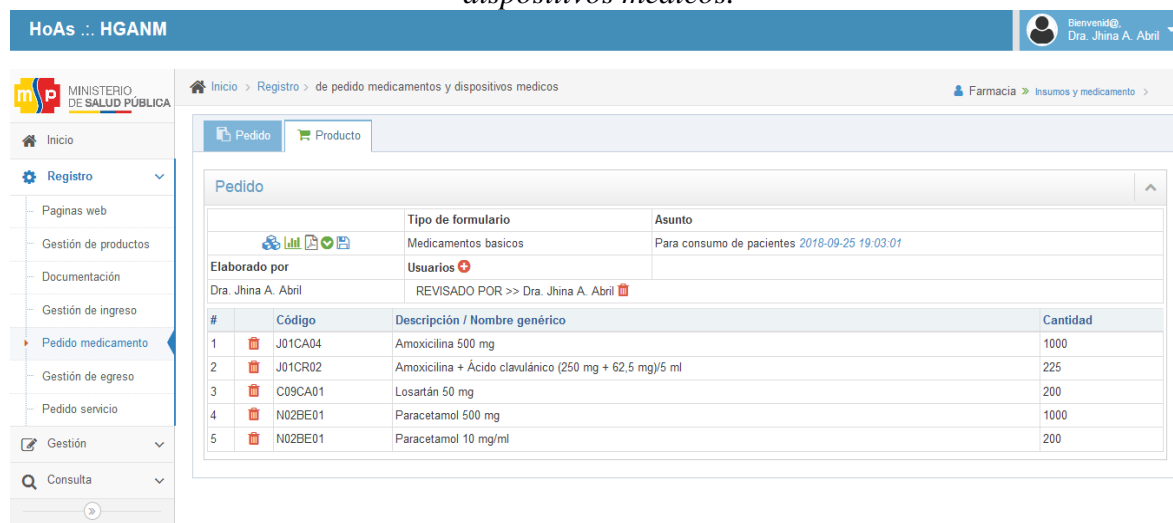 dispositivos médicos.
HoAs .:. HGANM
Bienvenid@,
Dra. Jhina A. Abril
msp MINISTERIO
DE SALUD PÚBLICA
Inicio > Registro > de pedido medicamentos y dispositivos medicos
Farmacia » Insumos y medicamento >
Inicio
Registro
Paginas web
Gestión de productos
Documentación
Gestión de ingreso
Pedido medicamento
Gestión de egreso
Pedido servicio
Gestión
Consulta
Pedido Producto
Pedido
Tipo de formulario Asunto
Medicamentos basicos Para consumo de pacientes 2018-09-25 19:03:01
Elaborado por Usuarios
Dra. Jhina A. Abril REVISADO POR >> Dra. Jhina A. Abril
# Código Descripción / Nombre genérico Cantidad
1 J01CA04 Amoxicilina 500 mg 1000
2 J01CR02 Amoxicilina + Ácido clavulánico (250 mg + 62,5 mg)/5 ml 225
3 C09CA01 Losartán 50 mg 200
4 N02BE01 Paracetamol 500 mg 1000
5 N02BE01 Paracetamol 10 mg/ml 200